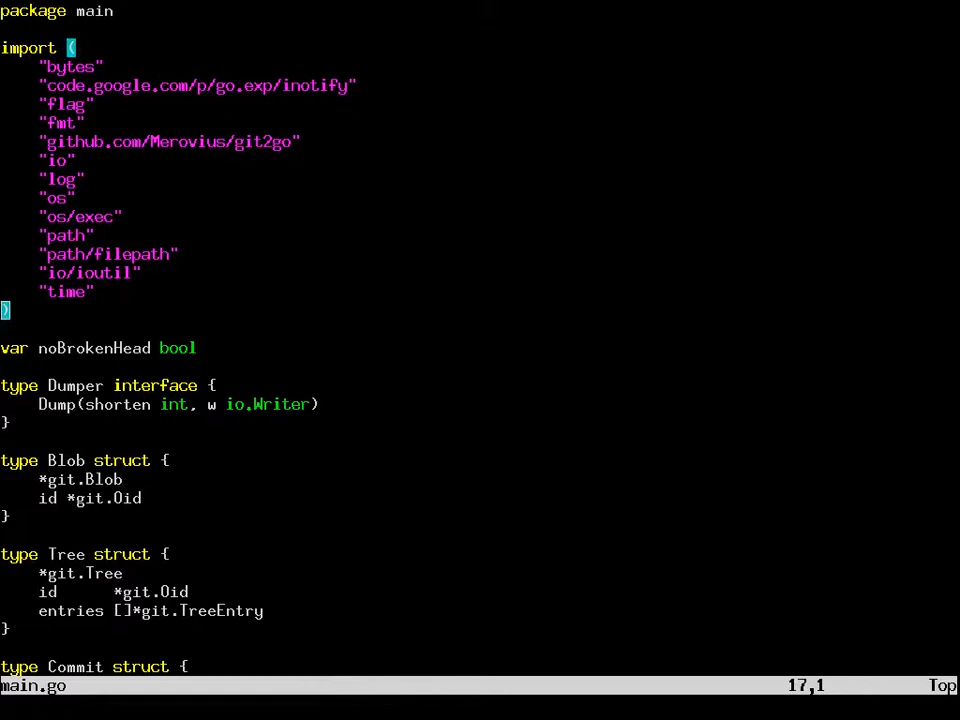 package main

import (
    "bytes"
    "code.google.com/p/go.exp/inotify"
    "flag"
    "fmt"
    "github.com/Merovius/git2go"
    "io"
    "log"
    "os"
    "os/exec"
    "path"
    "path/filepath"
    "io/ioutil"
    "time"
)

var noBrokenHead bool

type Dumper interface {
    Dump(shorten int, w io.Writer)
}

type Blob struct {
    *git.Blob
    id *git.Oid
}

type Tree struct {
    *git.Tree
    id      *git.Oid
    entries []*git.TreeEntry
}

type Commit struct {
main.go 17,1 Top